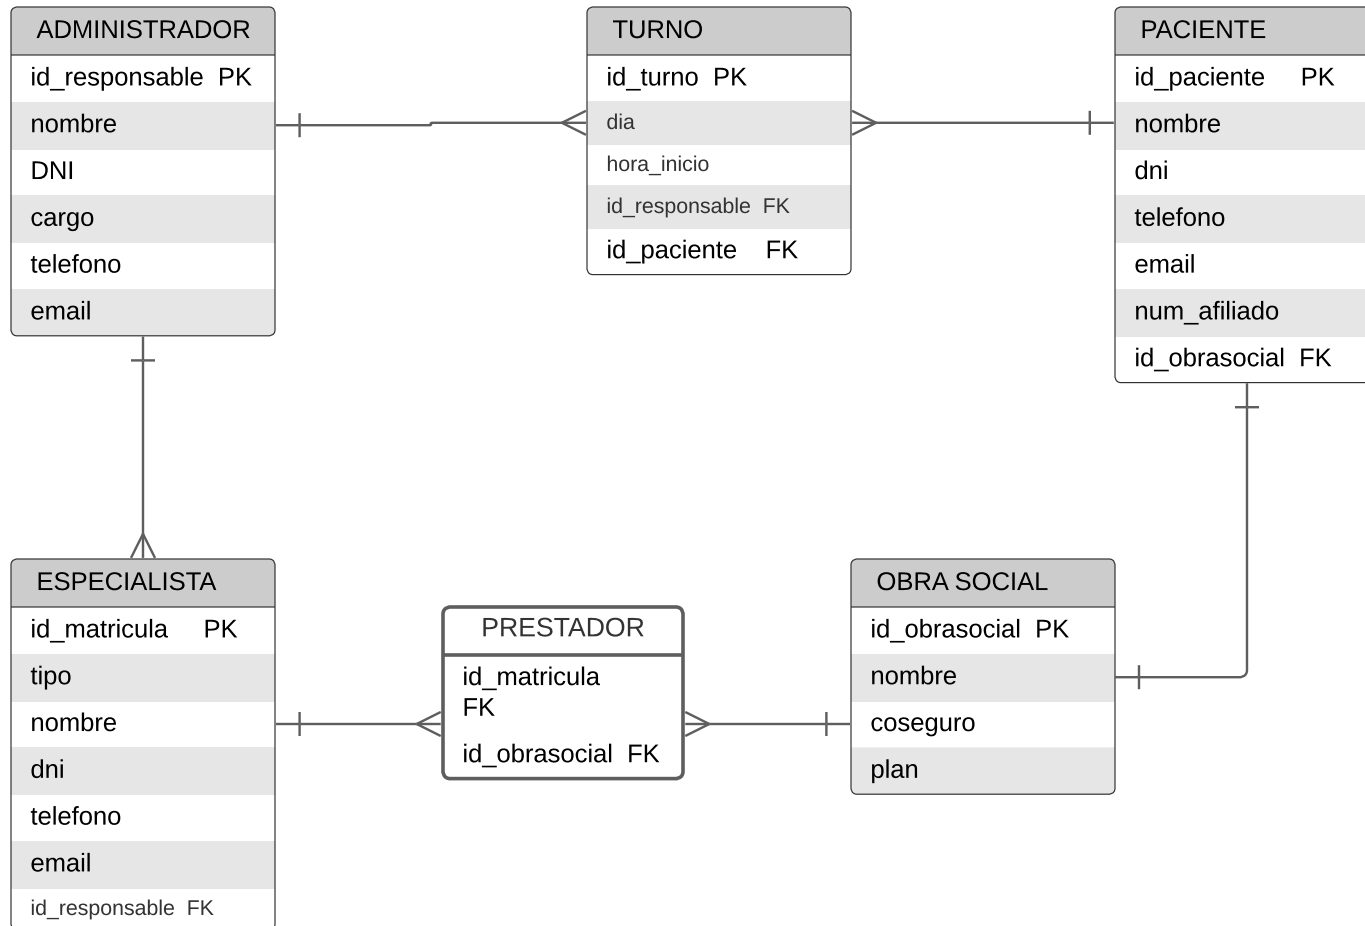 ADMINISTRADOR
id_responsable PK
nombre
DNI
cargo
telefono
email
TURNO
id_turno PK
dia
hora_inicio
id_responsable FK
id_paciente FK
PACIENTE
id_paciente PK
nombre
dni
telefono
email
num_afiliado
id_obrasocial FK
ESPECIALISTA
id_matricula PK
tipo
nombre
dni
telefono
email
id_responsable FK
PRESTADOR
id_matricula
FK
id_obrasocial FK
OBRA SOCIAL
id_obrasocial PK
nombre
coseguro
plan